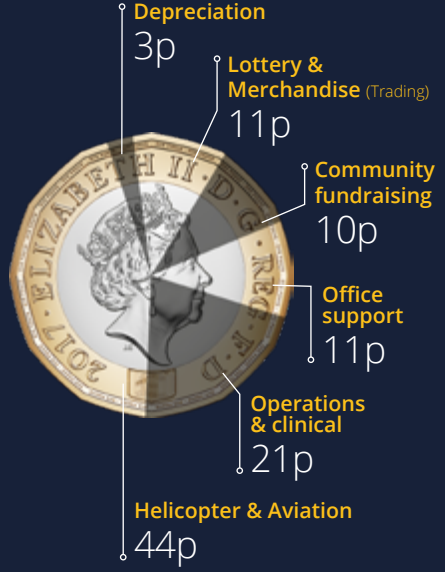 Depreciation
3p
Lottery &
Merchandise (Trading)
11p
Community
fundraising
10p
Office
support
11p
Operations
& clinical
21p
Helicopter & Aviation
44p
2017 · ELIZABETH II · D · G · REG · F · D